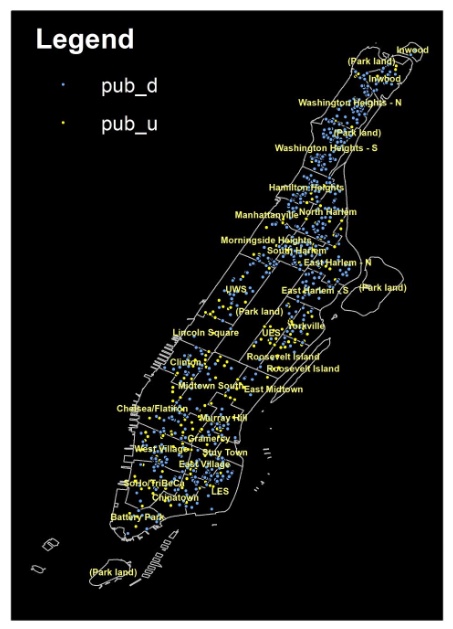 Legend
pub_d
pub_u
Inwood
(Park land)
Inwood
Washington Heights - N
(Park land)
Washington Heights - S
Hamilton Heights
Manhattanville
North Harlem
Morningside Heights
South Harlem
East Harlem - N
UWS
East Harlem - S
(Park land)
(Park land)
Yorkville
Lincoln Square
UES
Roosevelt Island
Clinton
Roosevelt Island
Midtown South
East Midtown
Chelsea/Flatiron
Murray Hill
Gramercy
West Village
Stuy Town
East Village
SoHo/TriBeCa
LES
Chinatown
Battery Park
(Park land)